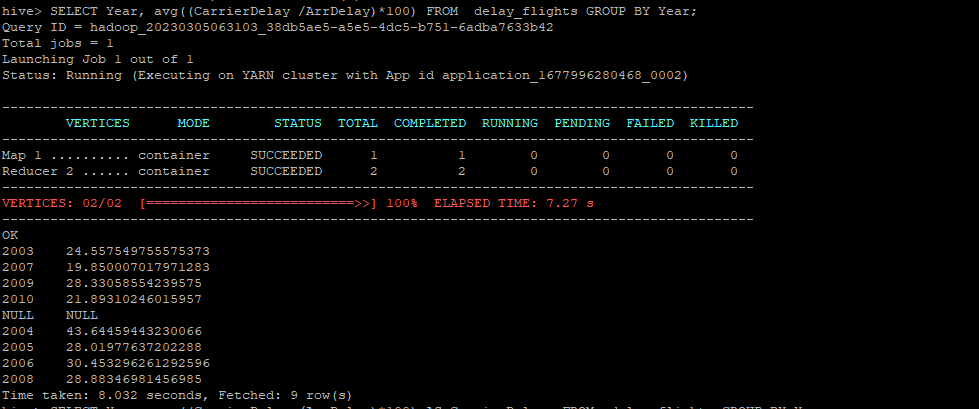 hive> SELECT Year, avg((CarrierDelay /ArrDelay)*100) FROM  delay_flights GROUP BY Year;
Query ID = hadoop_20230305063103_38db5ae5-a5e5-4dc5-b751-6adba7633b42
Total jobs = 1
Launching Job 1 out of 1
Status: Running (Executing on YARN cluster with App id application_1677996280468_0002)
----------------------------------------------------------------------------------------------
        VERTICES      MODE        STATUS  TOTAL  COMPLETED  RUNNING  PENDING  FAILED  KILLED
----------------------------------------------------------------------------------------------
Map 1 .......... container     SUCCEEDED      1          1        0        0       0       0
Reducer 2 ...... container     SUCCEEDED      2          2        0        0       0       0
----------------------------------------------------------------------------------------------
VERTICES: 02/02  [==========================>>] 100%  ELAPSED TIME: 7.27 s
----------------------------------------------------------------------------------------------
OK
2003    24.557549755575373
2007    19.850007017971283
2009    28.33058554239575
2010    21.89310246015957
NULL    NULL
2004    43.64459443230066
2005    28.01977637202288
2006    30.453296261292596
2008    28.88346981456985
Time taken: 8.032 seconds, Fetched: 9 row(s)